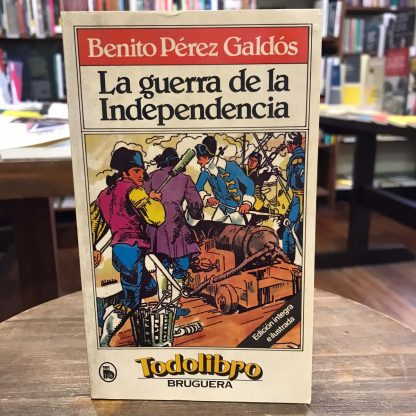 Benito Pérez Galdós
La guerra de la
Independencia
Edición íntegra
e ilustrada
Todolibro
BRUGUERA